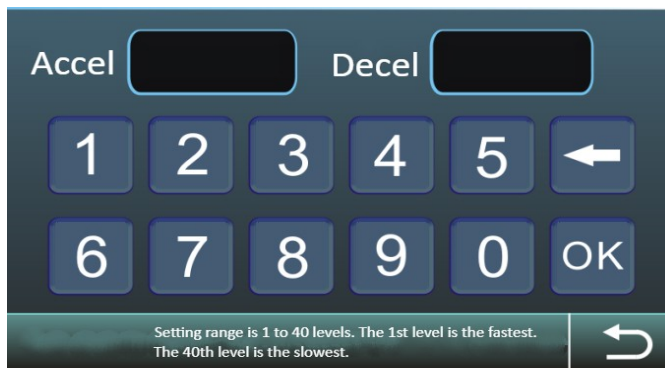 Accel Decel
1 2 3 4 5
6 7 8 9 0 OK
Setting range is 1 to 40 levels. The 1st level is the fastest.
The 40th level is the slowest.